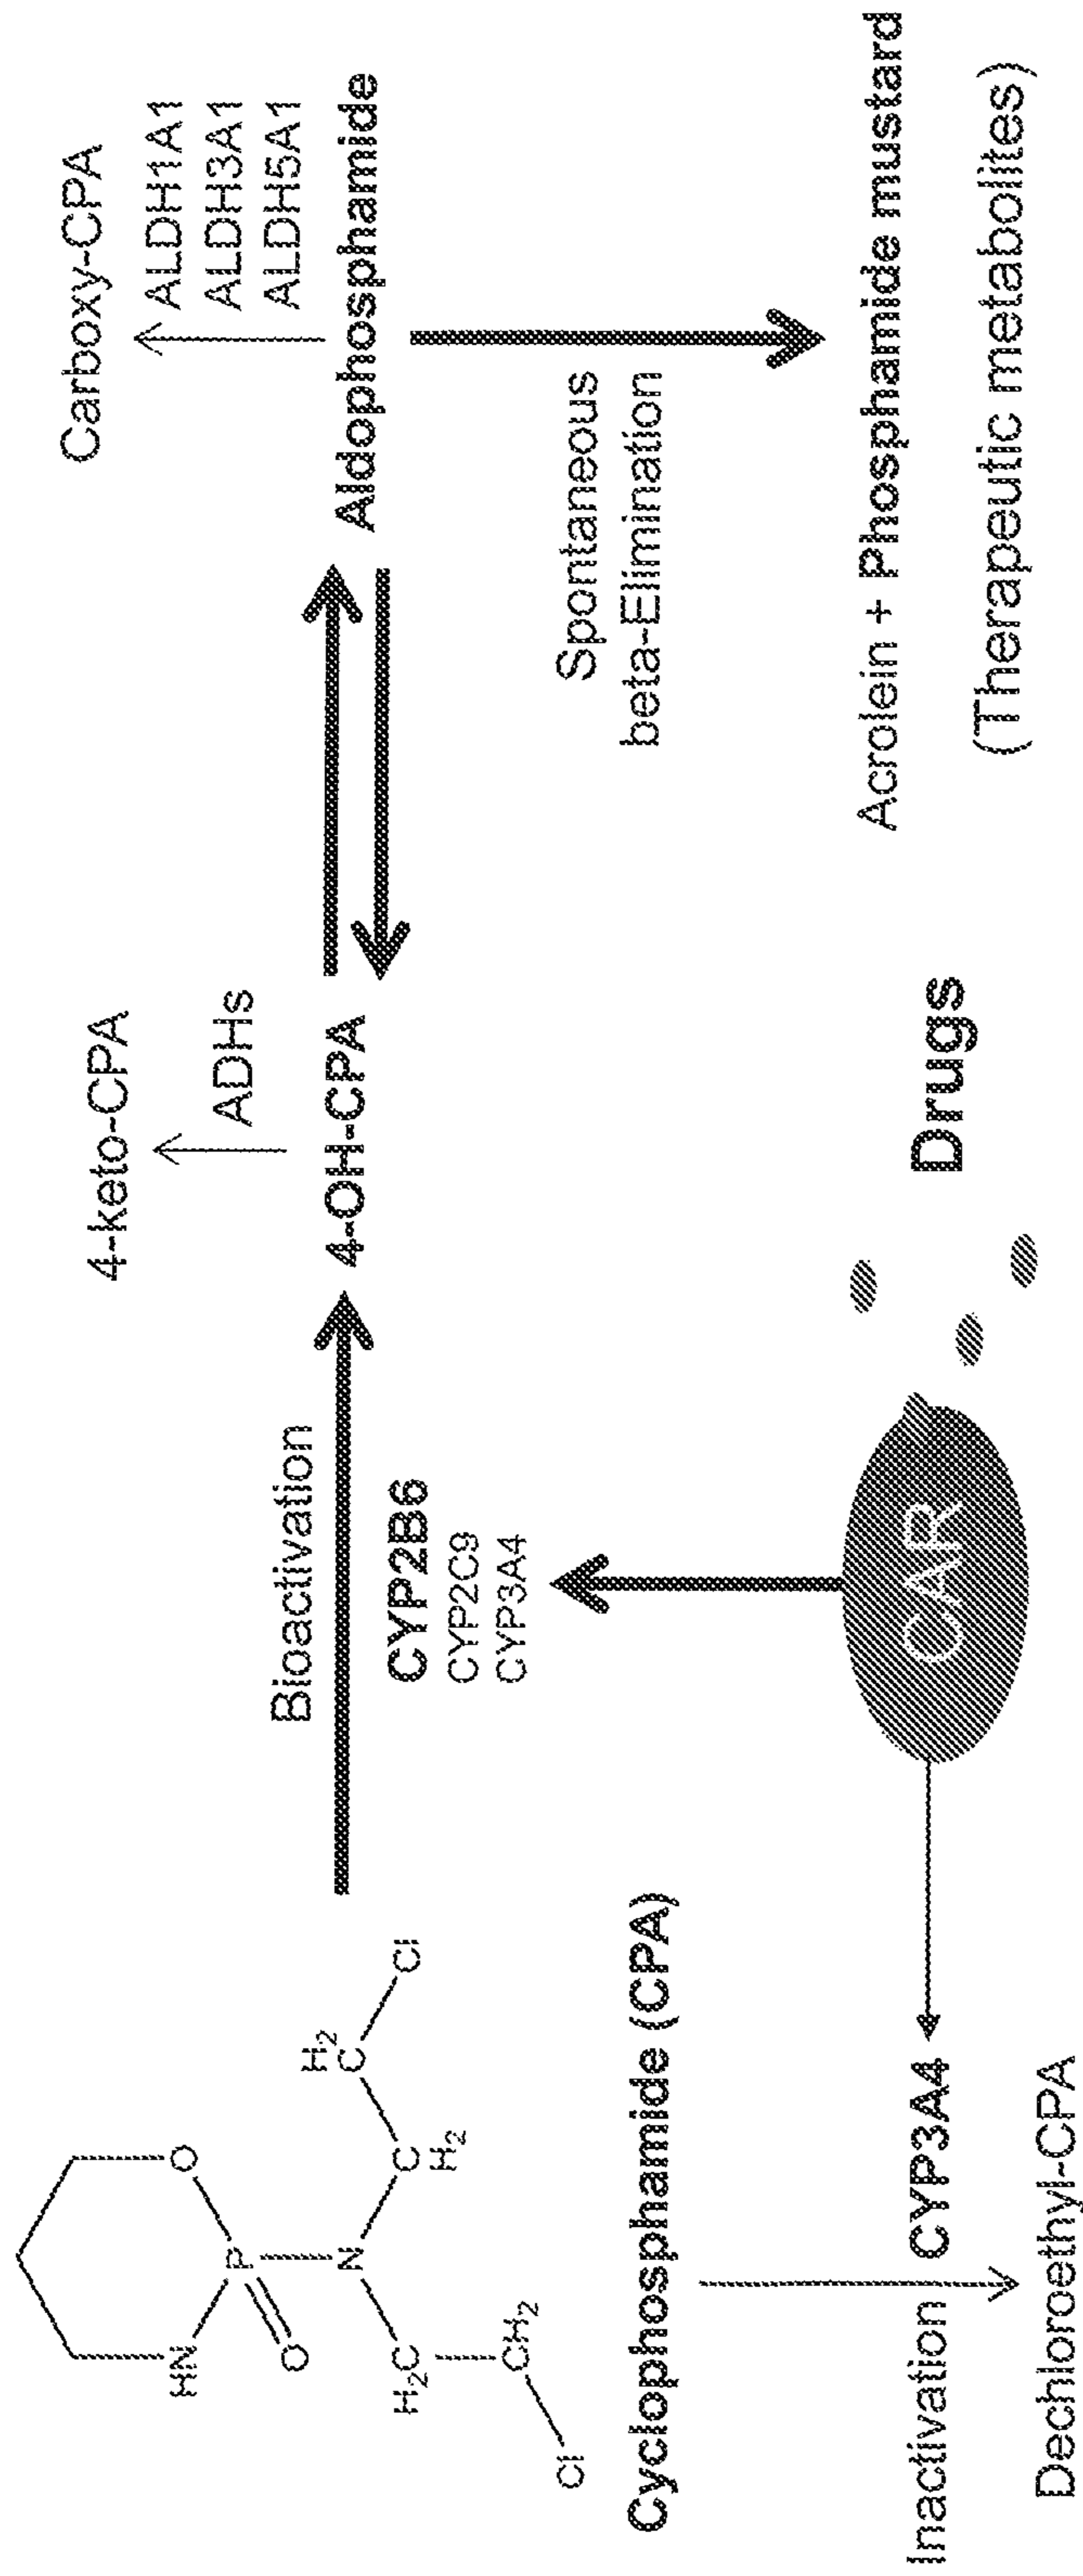 4-keto-CPA
ADHs
Carboxy-CPA
ALDH1A1
ALDH3A1
ALDH5A1
HN
O
P
O
N
H2C
CH2
Cl
C
H2
H2
C
Cl
Bioactivation
4-OH-CPA
Aldophosphamide
CYP2B6
CYP2C9
CYP3A4
Spontaneous
beta-Elimination
Cyclophosphamide (CPA)
Inactivation CYP3A4
CAR
Drugs
Acrolein + Phosphamide mustard
(Therapeutic metabolites)
Dechloroethyl-CPA